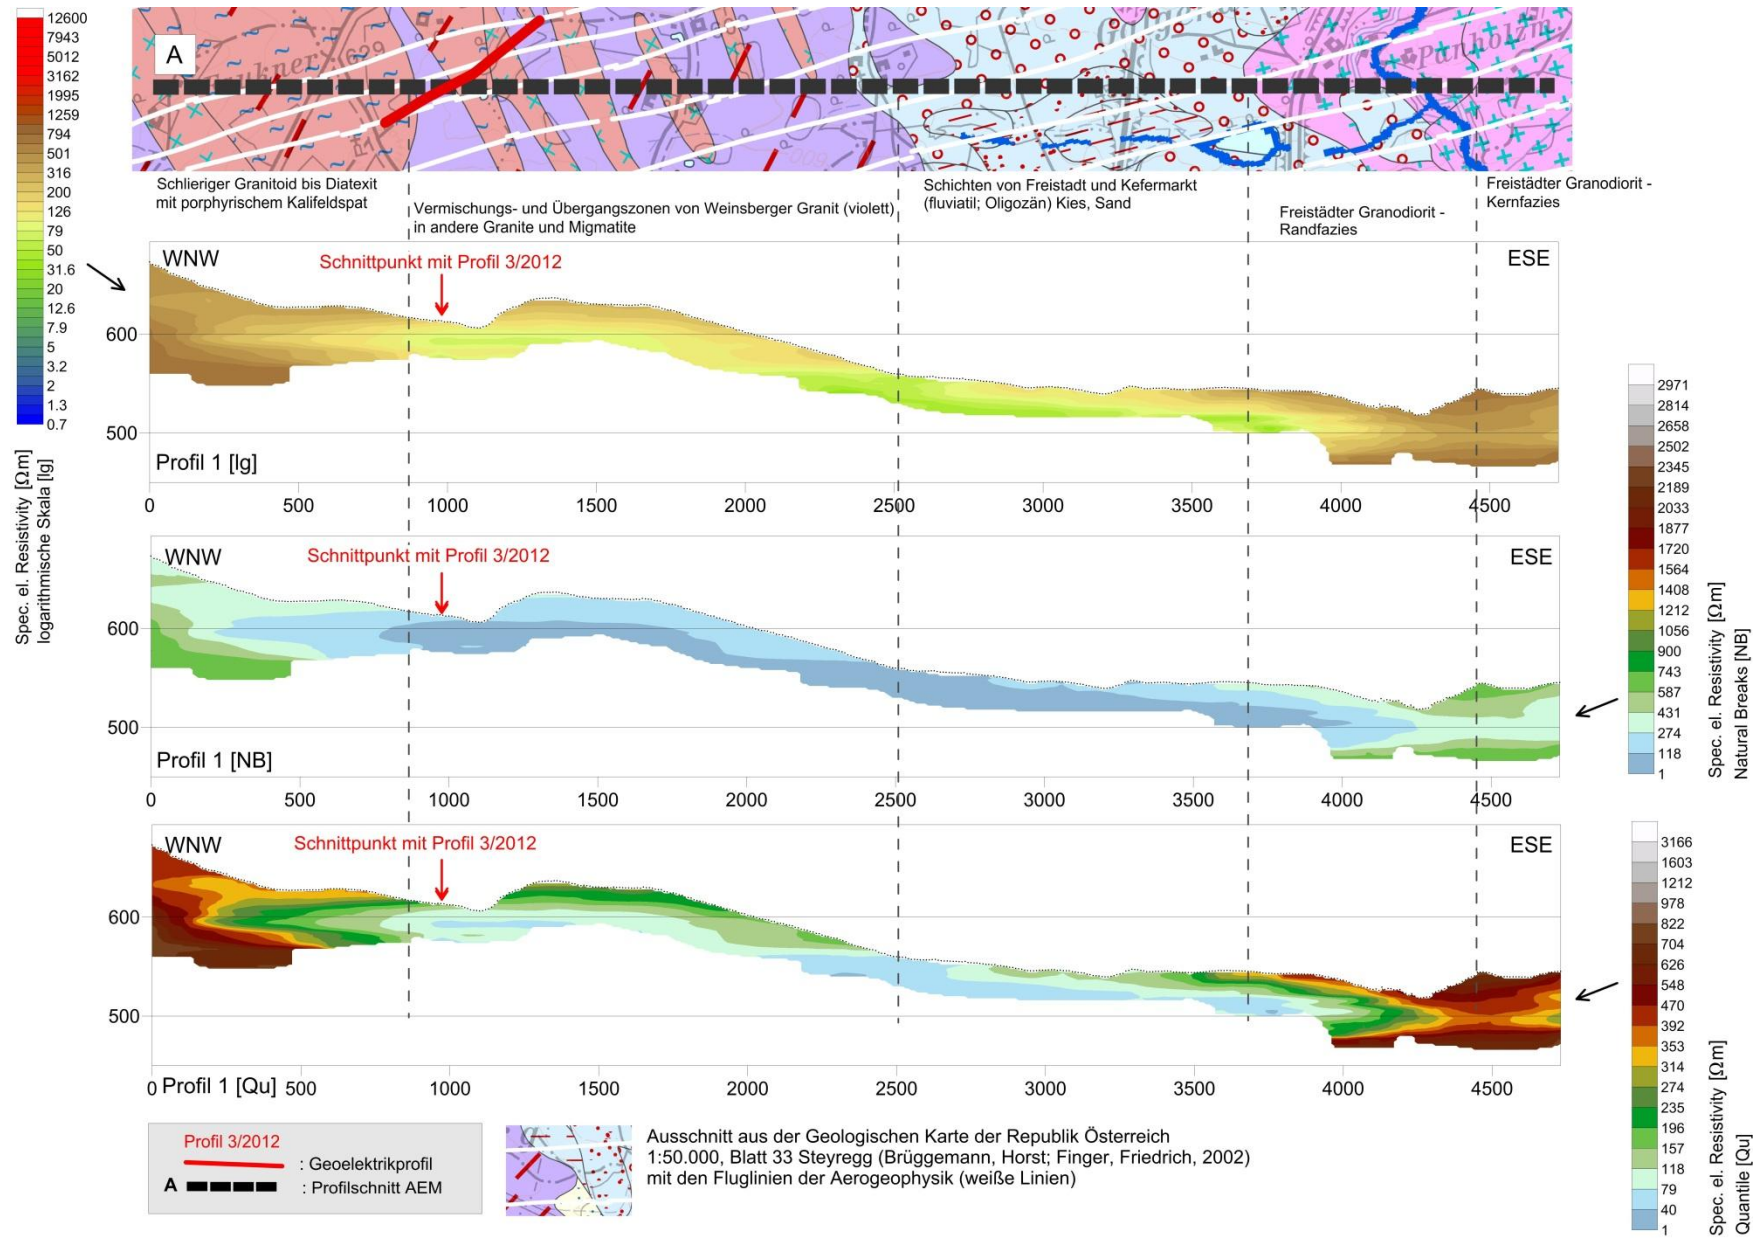 12600
7943
5012
3162
1995
1259
794
501
316
200
126
79
50
31.6
20
12.6
7.9
5
3.2
2
1.3
0.7
Spec. el. Resistivity [Ωm]
logarithmische Skala [lg]
A
Schlieriger Granitoid bis Diatexit
mit porphyrischem Kalifeldspat
Vermischungs- und Übergangszonen von Weinsberger Granit (violett)
in andere Granite und Migmatite
Schichten von Freistadt und Kefermarkt
(fluviatil; Oligozän) Kies, Sand
Freistädter Granodiorit -
Randfazies
Freistädter Granodiorit -
Kernfazies
WNW
Schnittpunkt mit Profil 3/2012
ESE
600
500
Profil 1 [lg]
0 500 1000 1500 2000 2500 3000 3500 4000 4500
WNW
Schnittpunkt mit Profil 3/2012
ESE
600
500
Profil 1 [NB]
0 500 1000 1500 2000 2500 3000 3500 4000 4500
2971
2814
2658
2502
2345
2189
2033
1877
1720
1564
1408
1212
1056
900
743
587
431
274
118
1
Spec. el. Resistivity [Ωm]
Natural Breaks [NB]
WNW
Schnittpunkt mit Profil 3/2012
ESE
600
500
Profil 1 [Qu]
0 500 1000 1500 2000 2500 3000 3500 4000 4500
3166
1603
1212
978
822
704
626
548
470
392
353
314
274
235
196
157
118
79
40
1
Spec. el. Resistivity [Ωm]
Quantile [Qu]
Profil 3/2012
: Geoelektrikprofil
A : Profilschnitt AEM
Ausschnitt aus der Geologischen Karte der Republik Österreich
1:50.000, Blatt 33 Steyregg (Brüggemann, Horst; Finger, Friedrich, 2002)
mit den Fluglinien der Aerogeophysik (weiße Linien)